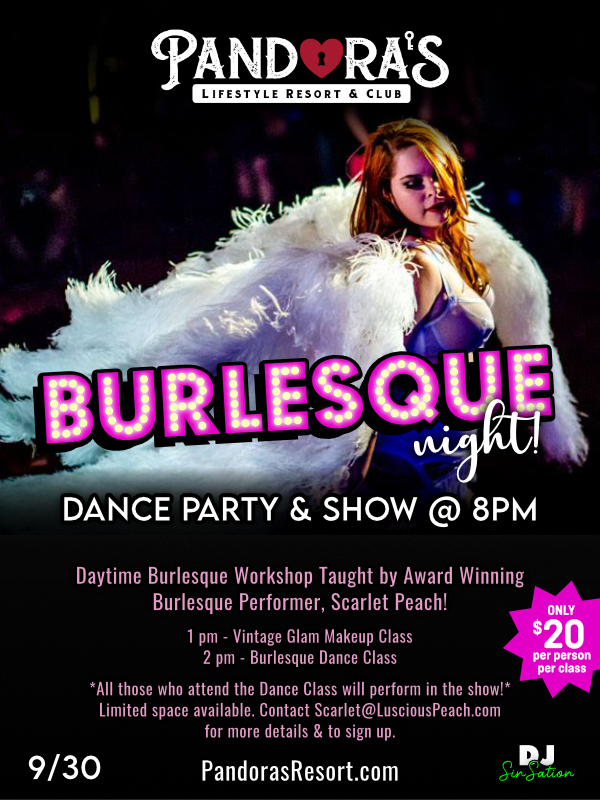 PANDORA'S
LIFESTYLE RESORT & CLUB
BURLESQUE
night!
DANCE PARTY & SHOW @ 8PM
Daytime Burlesque Workshop Taught by Award Winning
Burlesque Performer, Scarlet Peach!
1 pm - Vintage Glam Makeup Class
2 pm - Burlesque Dance Class
ONLY
$20
per person
per class
*All those who attend the Dance Class will perform in the show!*
Limited space available. Contact Scarlet@LusciousPeach.com
for more details & to sign up.
9/30
PandorasResort.com
DJ
SinSation